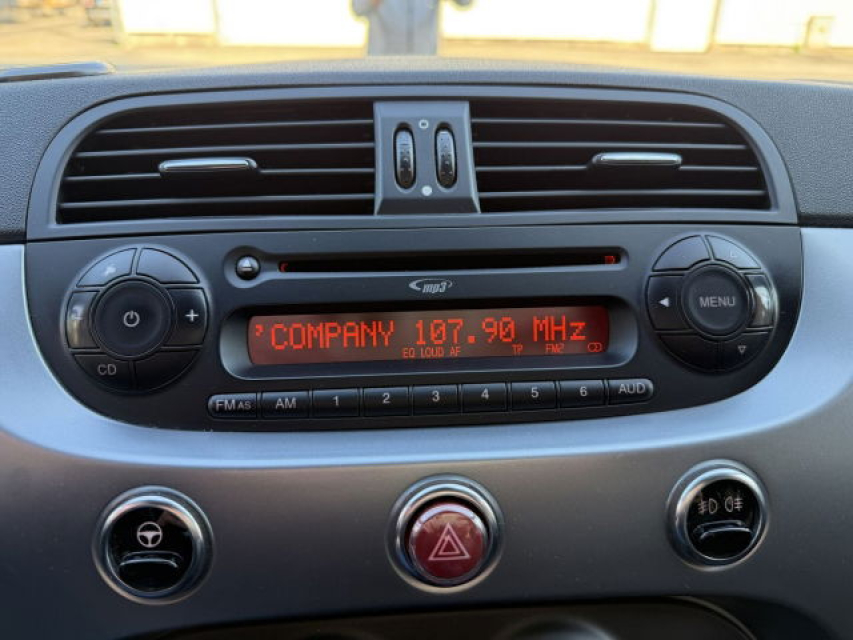 mp3
'COMPANY 107.90 MHz
EQ LOUD AF TP FM2 CD
MENU
+
CD
FM AS AM 1 2 3 4 5 6 AUD